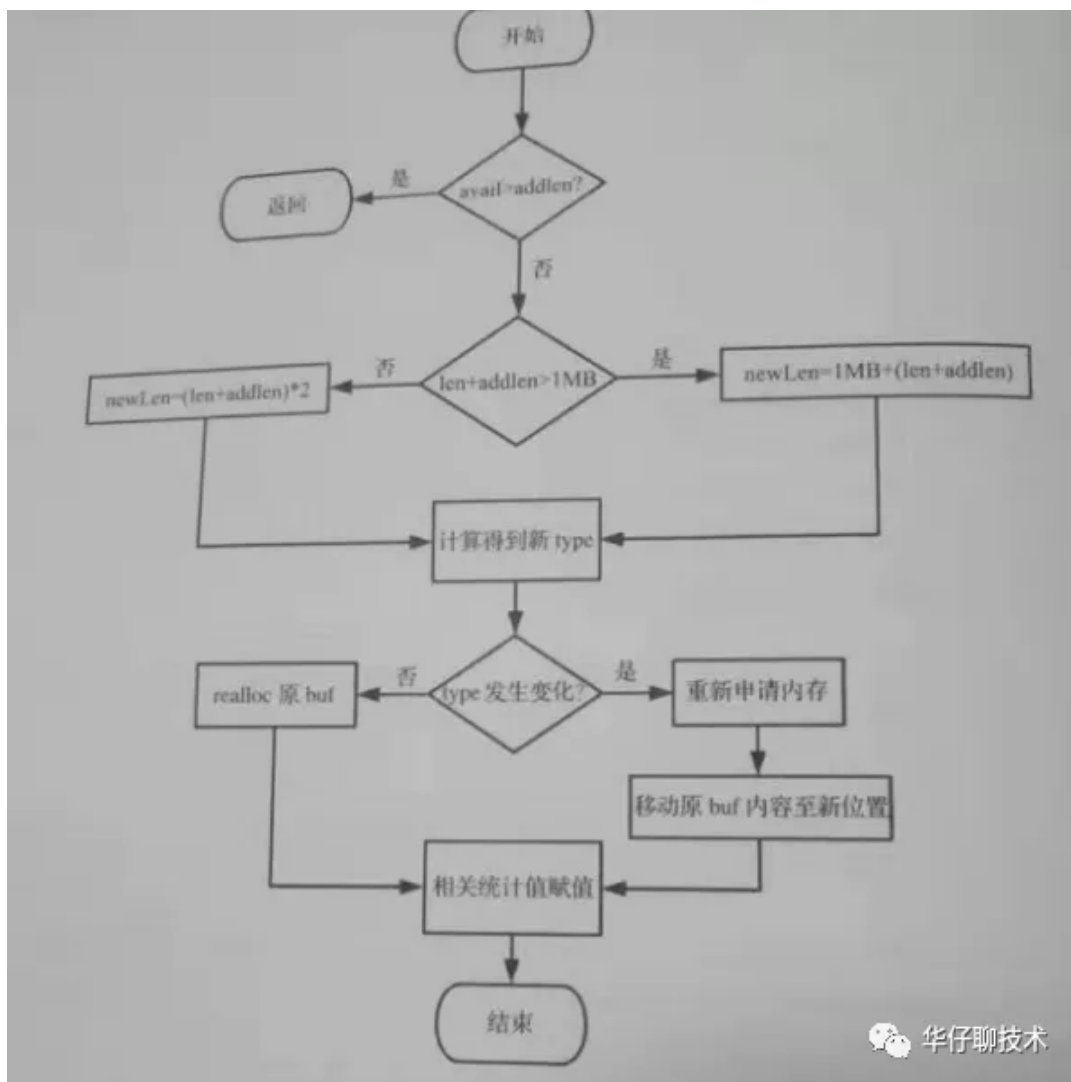 开始
avail>addlen?
是
返回
否
len+addlen>1MB
否
newLen=(len+addlen)*2
是
newLen=1MB+(len+addlen)
计算得到新 type
type 发生变化?
否
realloc 原 buf
是
重新申请内存
移动原 buf 内容至新位置
相关统计值赋值
结束
华仔聊技术